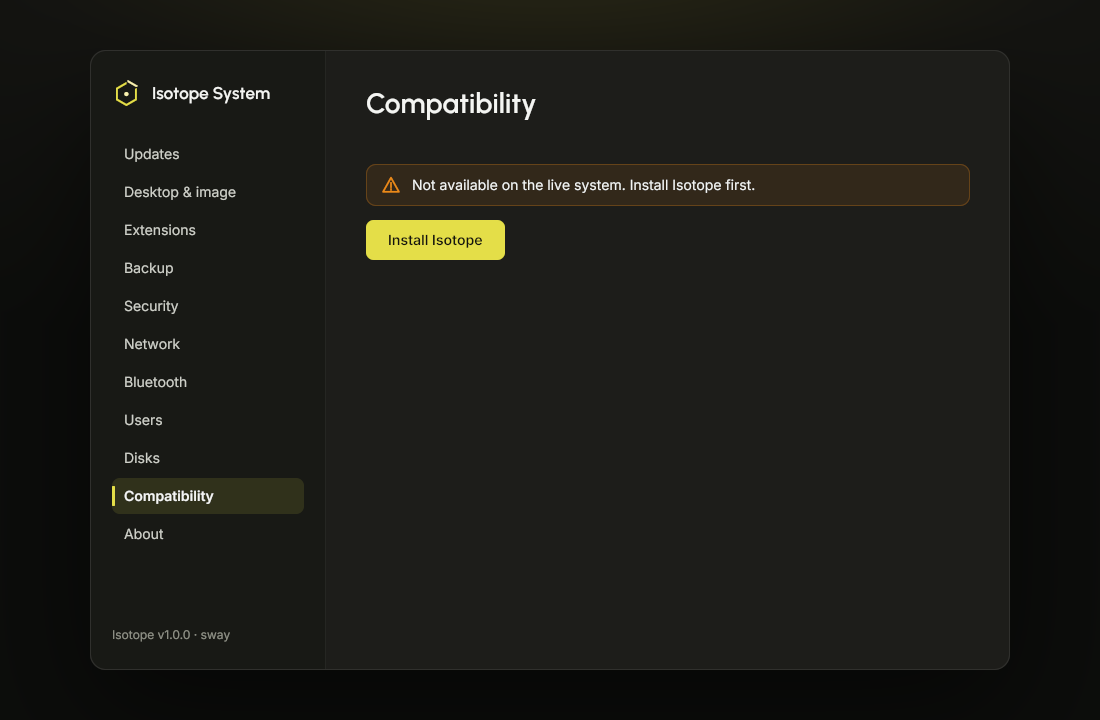 Isotope System
Updates
Desktop & image
Extensions
Backup
Security
Network
Bluetooth
Users
Disks
Compatibility
About
Isotope v1.0.0 · sway
Compatibility
Not available on the live system. Install Isotope first.
Install Isotope